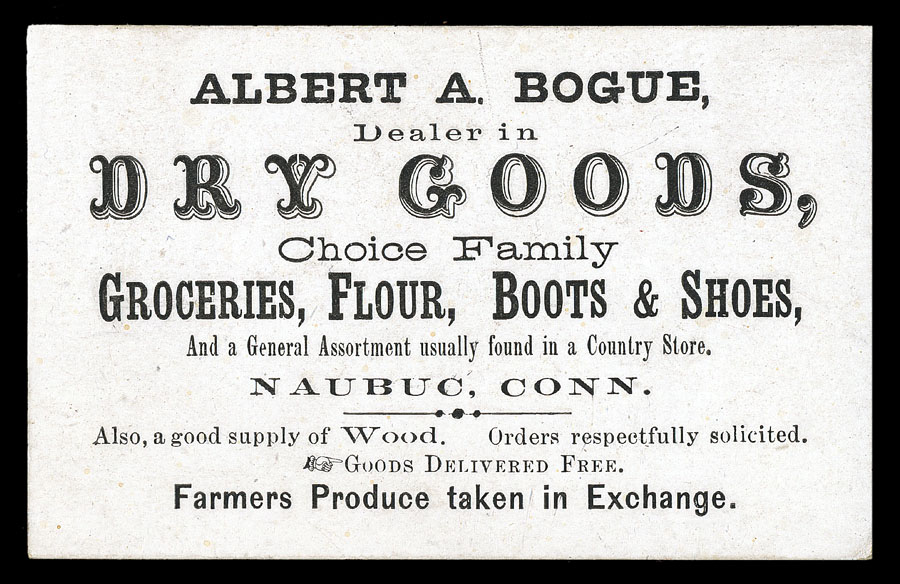 ALBERT A. BOGUE,
Dealer in
DRY GOODS,
Choice Family
GROCERIES, FLOUR, BOOTS & SHOES,
And a General Assortment usually found in a Country Store.
NAUBUC, CONN.
Also, a good supply of Wood. Orders respectfully solicited.
☞ GOODS DELIVERED FREE.
Farmers Produce taken in Exchange.